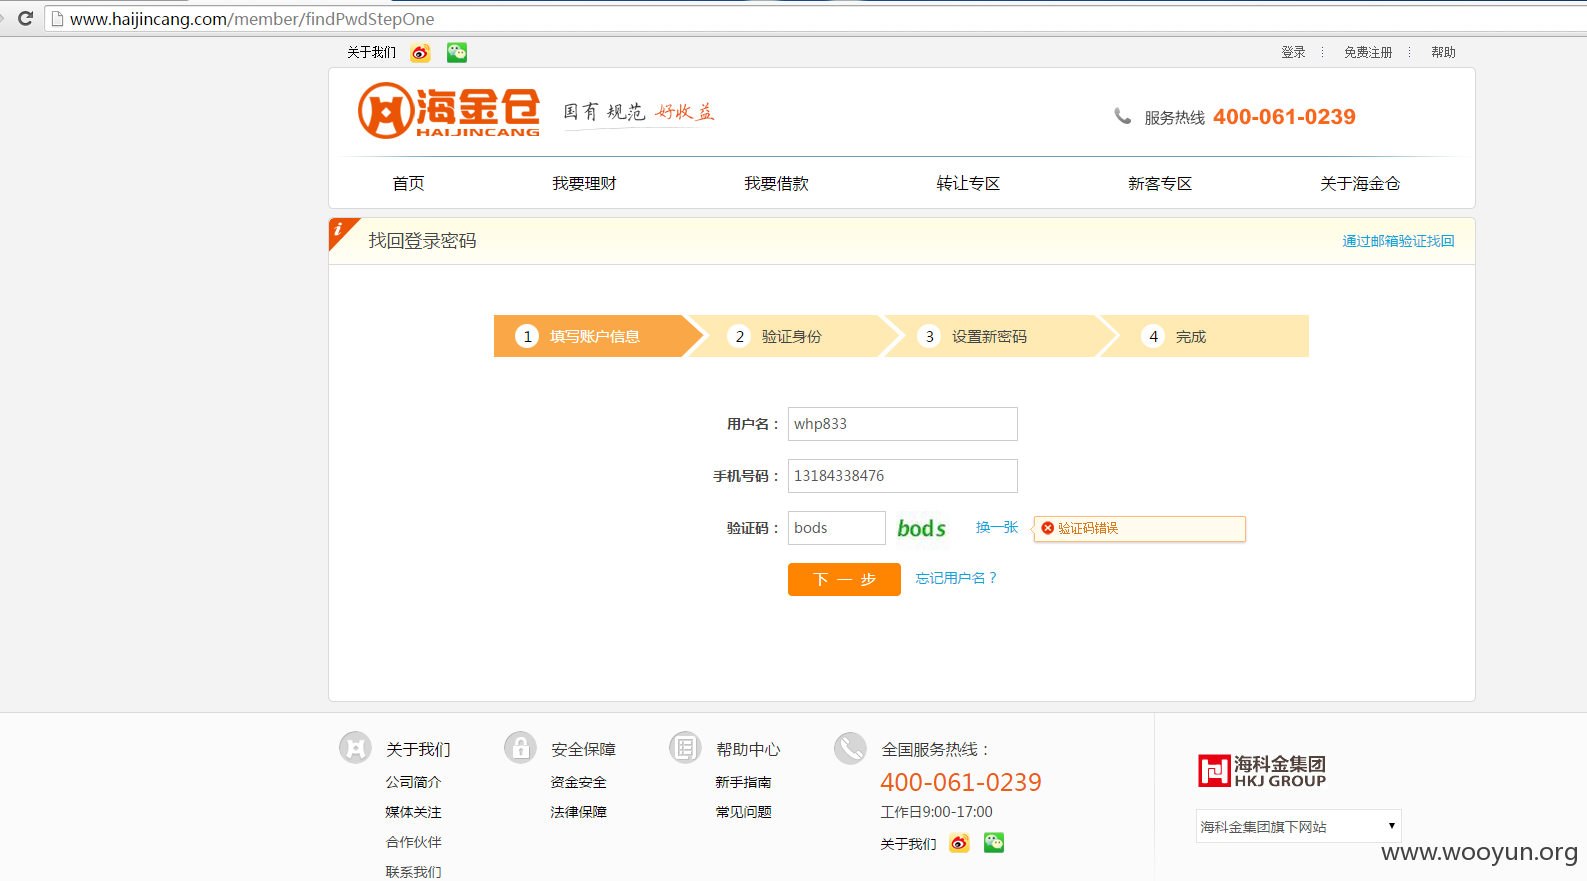 www.haijincang.com/member/findPwdStepOne
关于我们 登录 免费注册 帮助
海金仓
HAIJINCANG
国有 规范 好收益
服务热线 400-061-0239
首页 我要理财 我要借款 转让专区 新客专区 关于海金仓
i 找回登录密码 通过邮箱验证找回
1 填写账户信息 2 验证身份 3 设置新密码 4 完成
用户名： whp833
手机号码： 13184338476
验证码： bods bods 换一张 验证码错误
下一步 忘记用户名？
关于我们 安全保障 帮助中心 全国服务热线：
公司简介 资金安全 新手指南 400-061-0239
媒体关注 法律保障 常见问题 工作日9:00-17:00
合作伙伴 关于我们
联系我们
海科金集团
HKJ GROUP
海科金集团旗下网站
www.wooyun.org